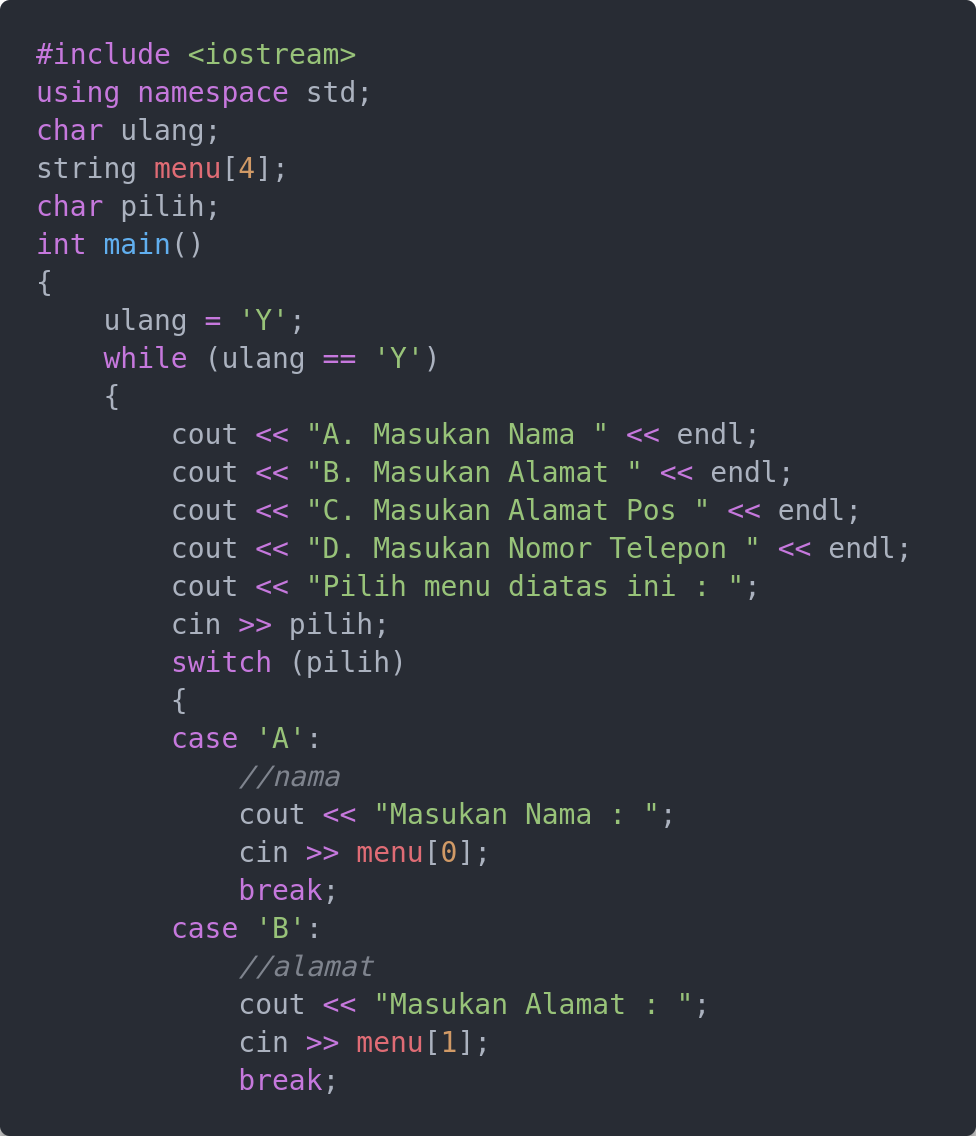 #include <iostream>
using namespace std;
char ulang;
string menu[4];
char pilih;
int main()
{
    ulang = 'Y';
    while (ulang == 'Y')
    {
        cout << "A. Masukan Nama " << endl;
        cout << "B. Masukan Alamat " << endl;
        cout << "C. Masukan Alamat Pos " << endl;
        cout << "D. Masukan Nomor Telepon " << endl;
        cout << "Pilih menu diatas ini : ";
        cin >> pilih;
        switch (pilih)
        {
        case 'A':
            //nama
            cout << "Masukan Nama : ";
            cin >> menu[0];
            break;
        case 'B':
            //alamat
            cout << "Masukan Alamat : ";
            cin >> menu[1];
            break;